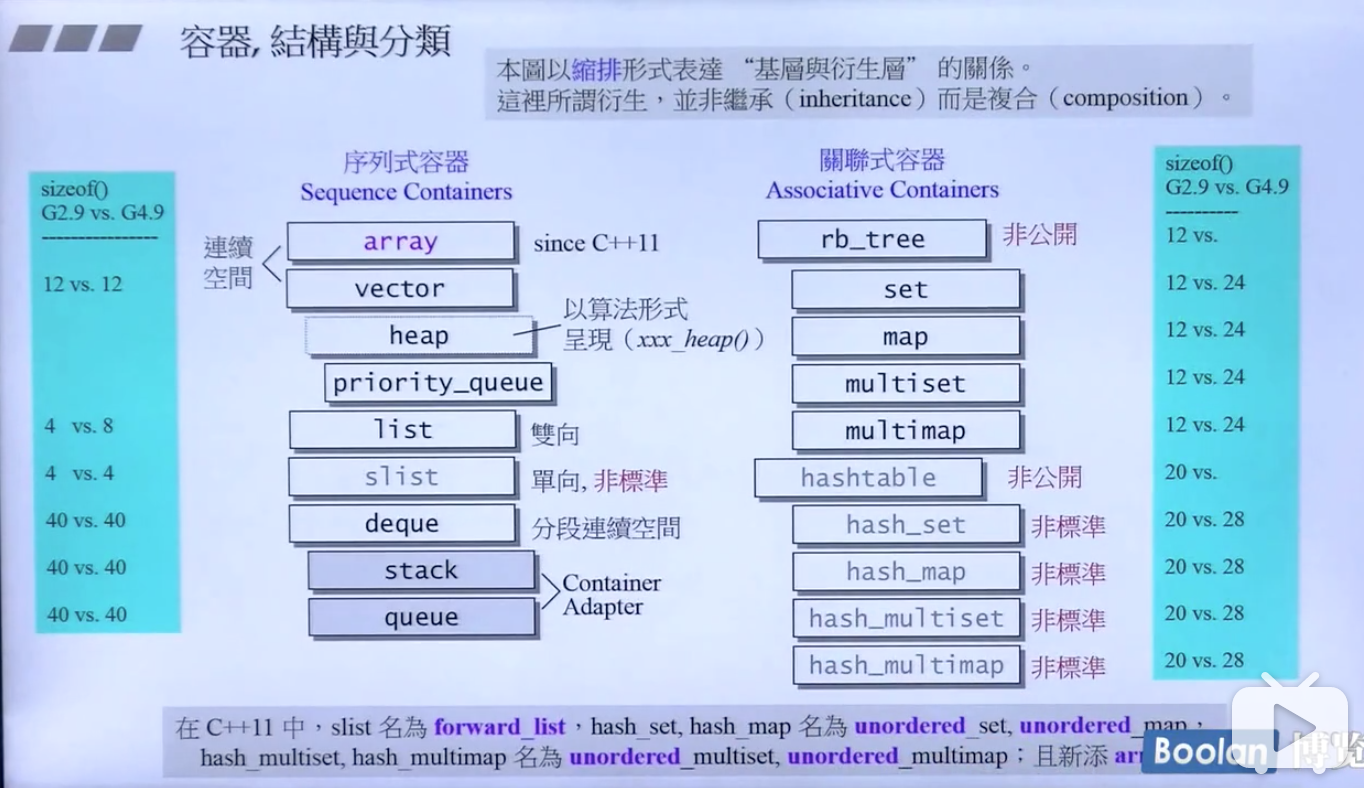 容器, 結構與分類
本圖以縮排形式表達 “基層與衍生層” 的關係。
這裡所謂衍生，並非繼承（inheritance）而是複合（composition）。
sizeof()
G2.9 vs. G4.9
-----------------
12 vs. 12
4 vs. 8
4 vs. 4
40 vs. 40
40 vs. 40
40 vs. 40
序列式容器
Sequence Containers
連續
空間
array
since C++11
vector
heap
以算法形式
呈現（xxx_heap()）
priority_queue
list
雙向
slist
單向, 非標準
deque
分段連續空間
stack
queue
Container
Adapter
關聯式容器
Associative Containers
rb_tree
非公開
set
map
multiset
multimap
hashtable
非公開
hash_set
非標準
hash_map
非標準
hash_multiset
非標準
hash_multimap
非標準
sizeof()
G2.9 vs. G4.9
-----------
12 vs.
12 vs. 24
12 vs. 24
12 vs. 24
12 vs. 24
20 vs.
20 vs. 28
20 vs. 28
20 vs. 28
20 vs. 28
在 C++11 中，slist 名為 forward_list，hash_set, hash_map 名為 unordered_set, unordered_map，
hash_multiset, hash_multimap 名為 unordered_multiset, unordered_multimap；且新添
Boolan 博览